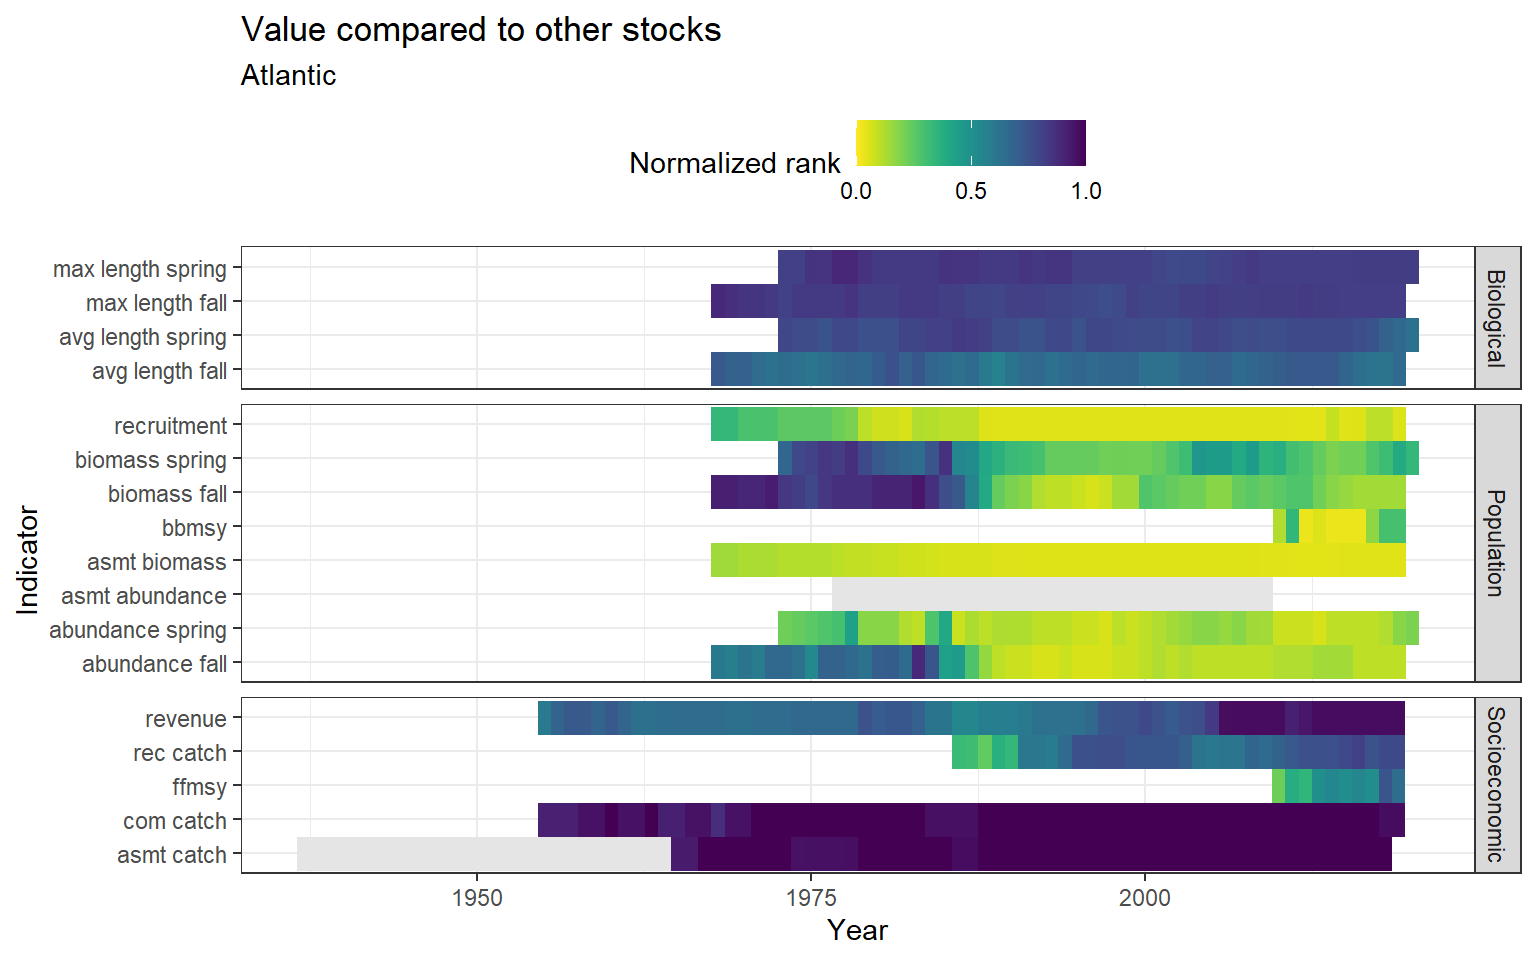 Value compared to other stocks
Atlantic
Normalized rank
0.0 0.5 1.0
max length spring
max length fall
avg length spring
avg length fall
Biological
recruitment
biomass spring
biomass fall
bbmsy
asmt biomass
asmt abundance
abundance spring
abundance fall
Population
Indicator
revenue
rec catch
ffmsy
com catch
asmt catch
Socioeconomic
1950 1975 2000
Year